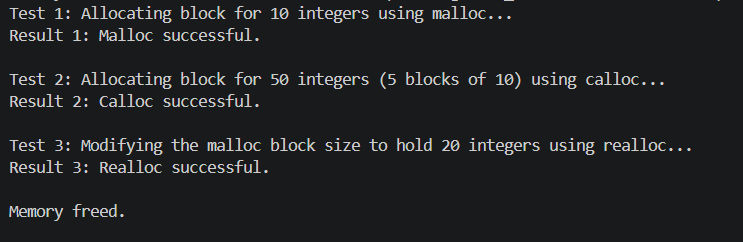 Test 1: Allocating block for 10 integers using malloc...
Result 1: Malloc successful.
Test 2: Allocating block for 50 integers (5 blocks of 10) using calloc...
Result 2: Calloc successful.
Test 3: Modifying the malloc block size to hold 20 integers using realloc...
Result 3: Realloc successful.
Memory freed.